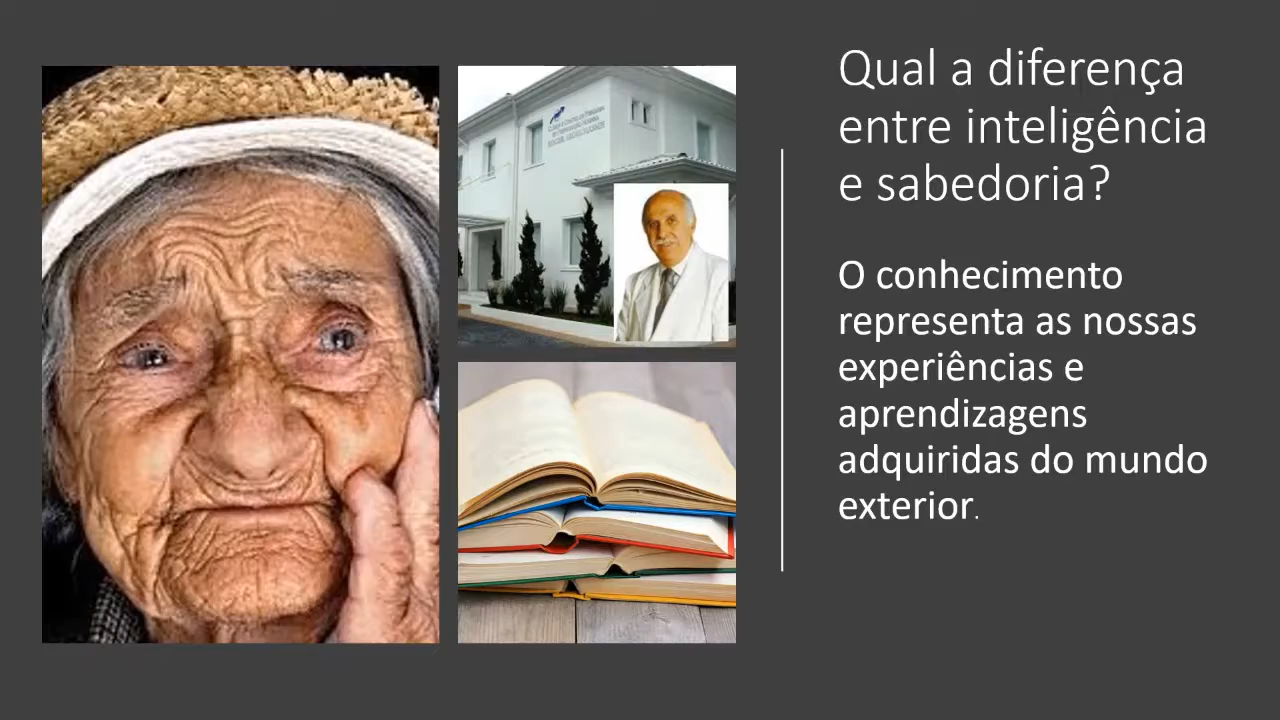 Qual a diferença
entre inteligência
e sabedoria?
O conhecimento
representa as nossas
experiências e
aprendizagens
adquiridas do mundo
exterior.